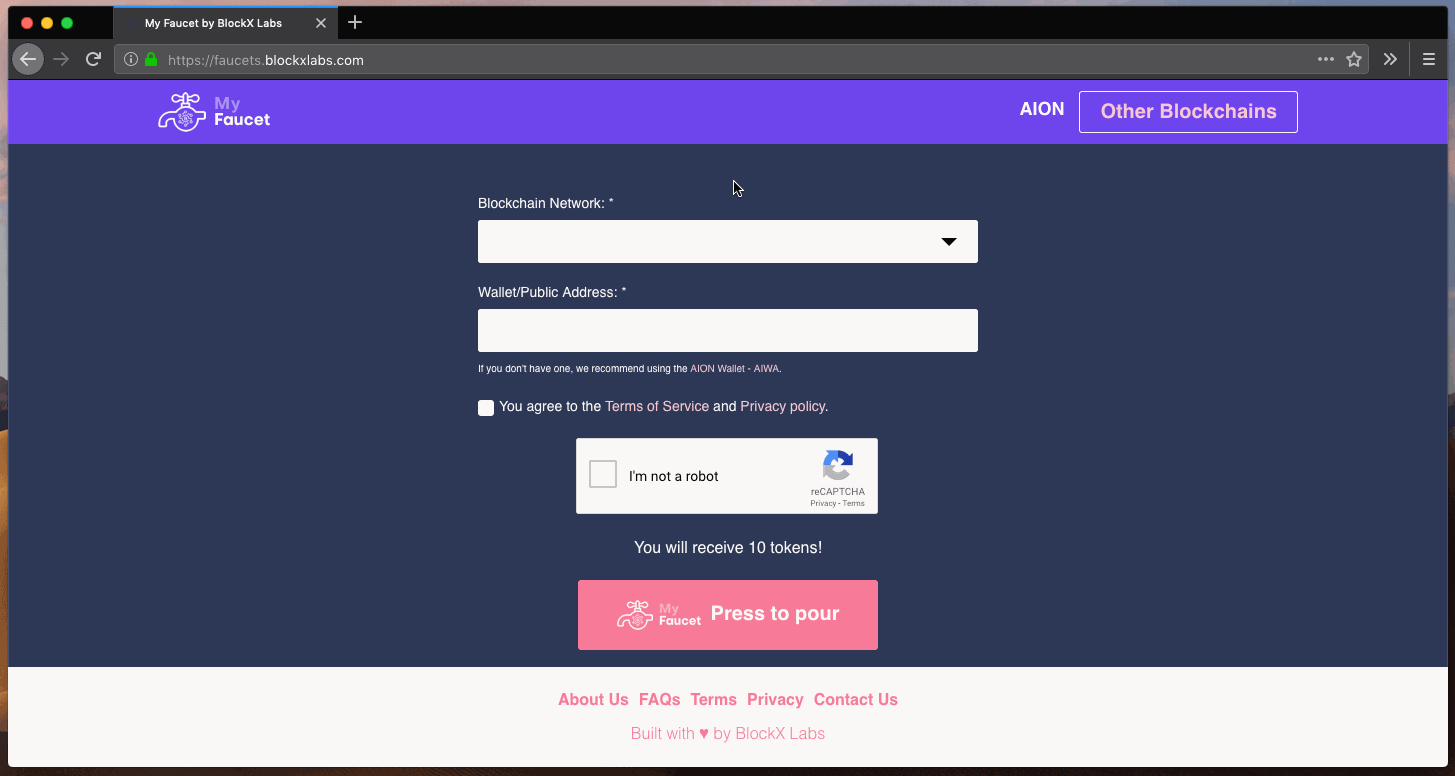 My Faucet by BlockX Labs
https://faucets.blockxlabs.com
My
Faucet
AION
Other Blockchains
Blockchain Network: *
Wallet/Public Address: *
If you don't have one, we recommend using the AION Wallet - AIWA.
You agree to the Terms of Service and Privacy policy.
I'm not a robot
reCAPTCHA
Privacy - Terms
You will receive 10 tokens!
My
Faucet
Press to pour
About Us FAQs Terms Privacy Contact Us
Built with ♥ by BlockX Labs